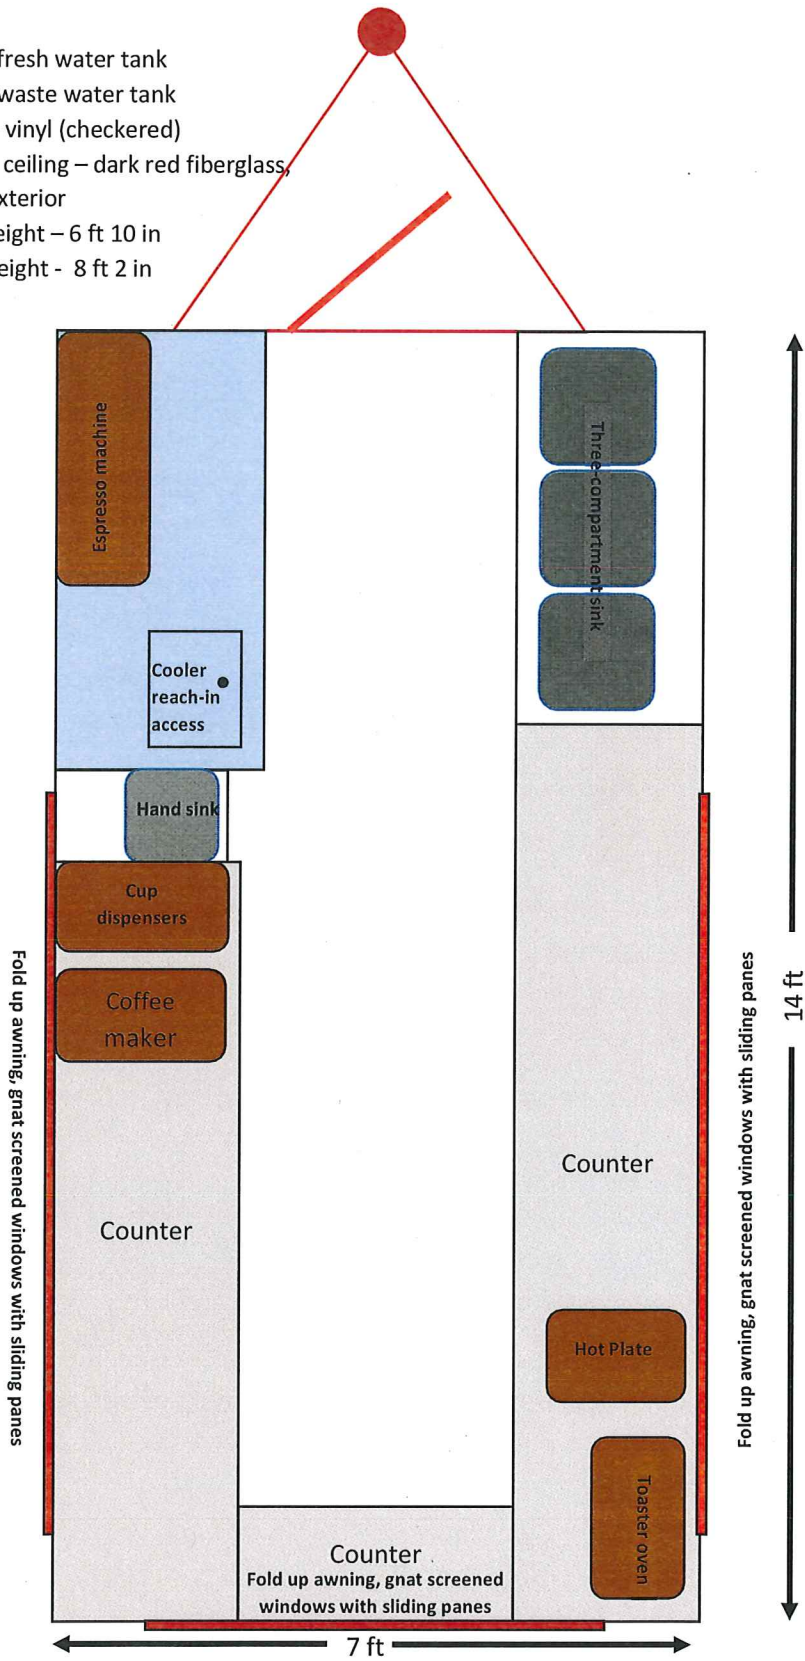 fresh water tank
waste water tank
vinyl (checkered)
ceiling – dark red fiberglass,
xterior
eight – 6 ft 10 in
eight - 8 ft 2 in
Espresso machine
Three-compartment sink
Cooler
reach-in
access
Hand sink
Cup
dispensers
Coffee
maker
Fold up awning, gnat screened windows with sliding panes
Fold up awning, gnat screened windows with sliding panes
14 ft
Counter
Counter
Hot Plate
Toaster oven
Counter
Fold up awning, gnat screened
windows with sliding panes
7 ft